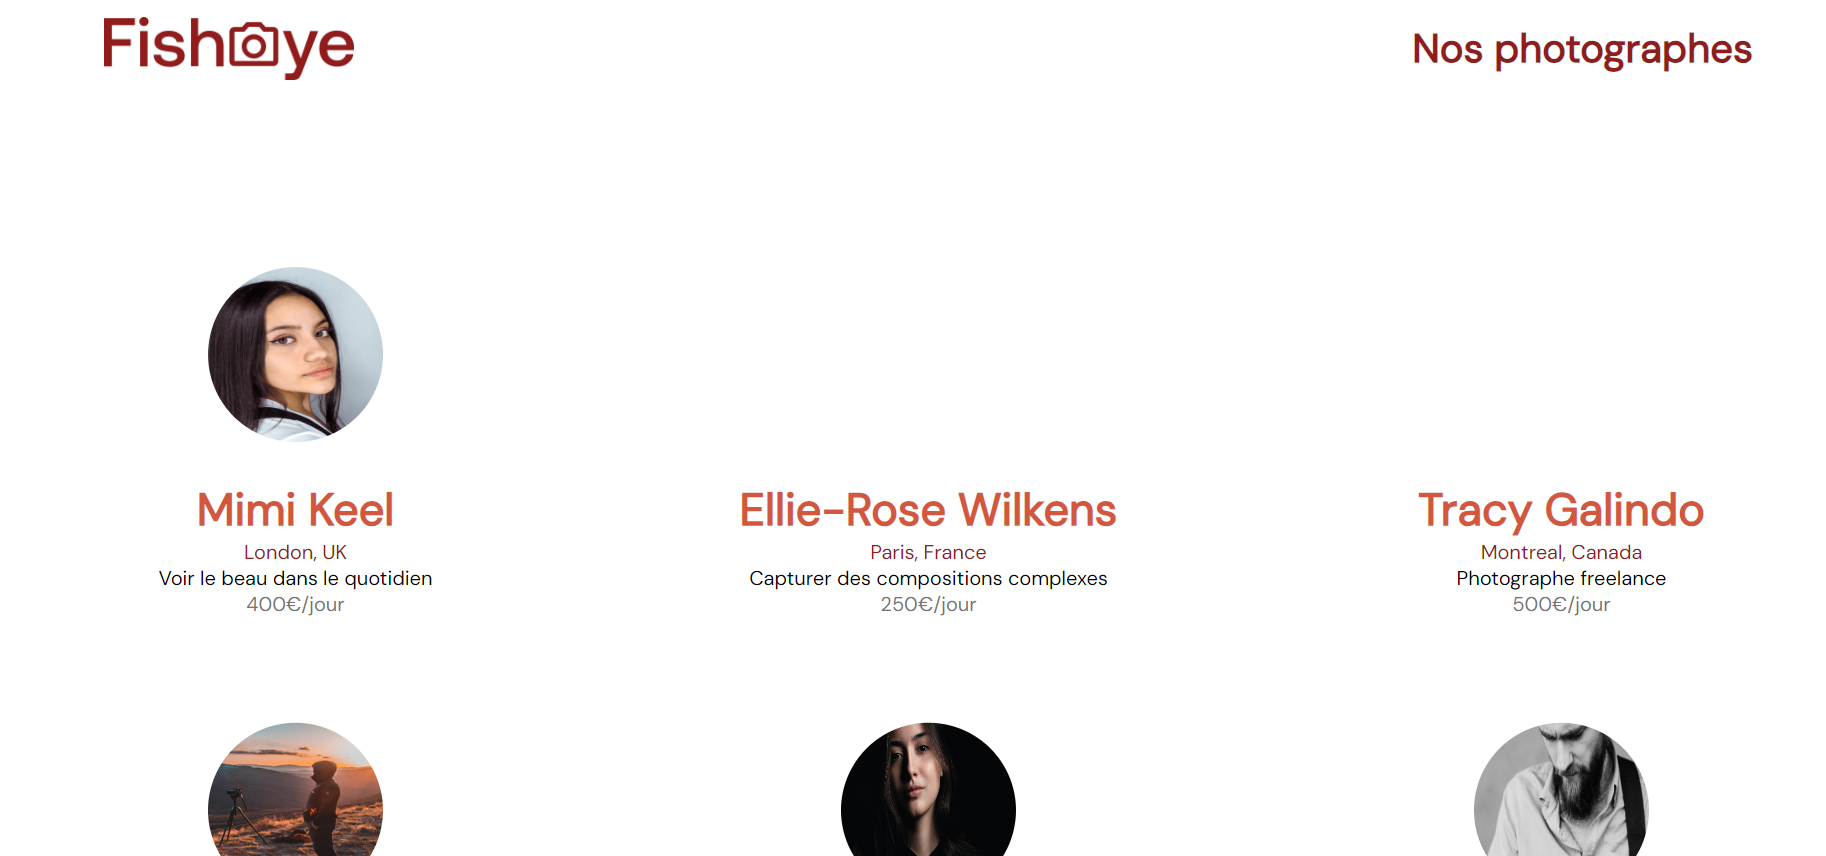 Fisheye
Nos photographes
Mimi Keel
London, UK
Voir le beau dans le quotidien
400€/jour
Ellie-Rose Wilkens
Paris, France
Capturer des compositions complexes
250€/jour
Tracy Galindo
Montreal, Canada
Photographe freelance
500€/jour